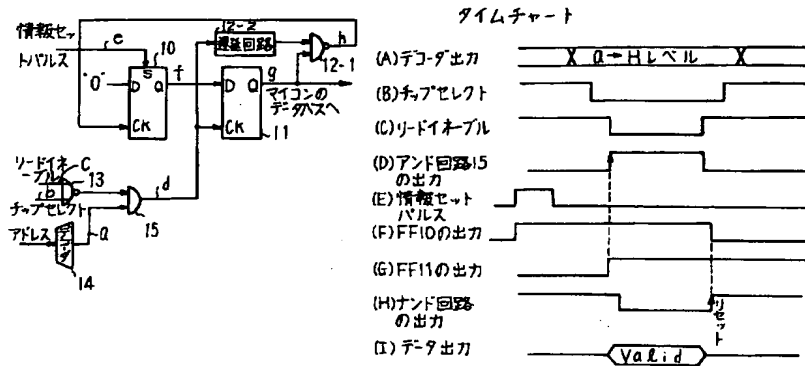 情報セッ
トパルス
e
10
12-2
遅延回路
h
12-1
S
"0"
D
Q
f
D
Q
g
マイコンの
データバスへ
CK
CK
11
リードイネ
ーブル
C
13
b
チップセレクト
d
15
アドレス
デコーダ
a
14
タイムチャート
(A)デコーダ出力
a→Hレベル
(B)チップセレクト
(C)リードイネーブル
(D)アンド回路15
の出力
(E)情報セット
パルス
(F)FF10の出力
(G)FF11の出力
(H)ナンド回路
の出力
リセット
(I)データ出力
Valid